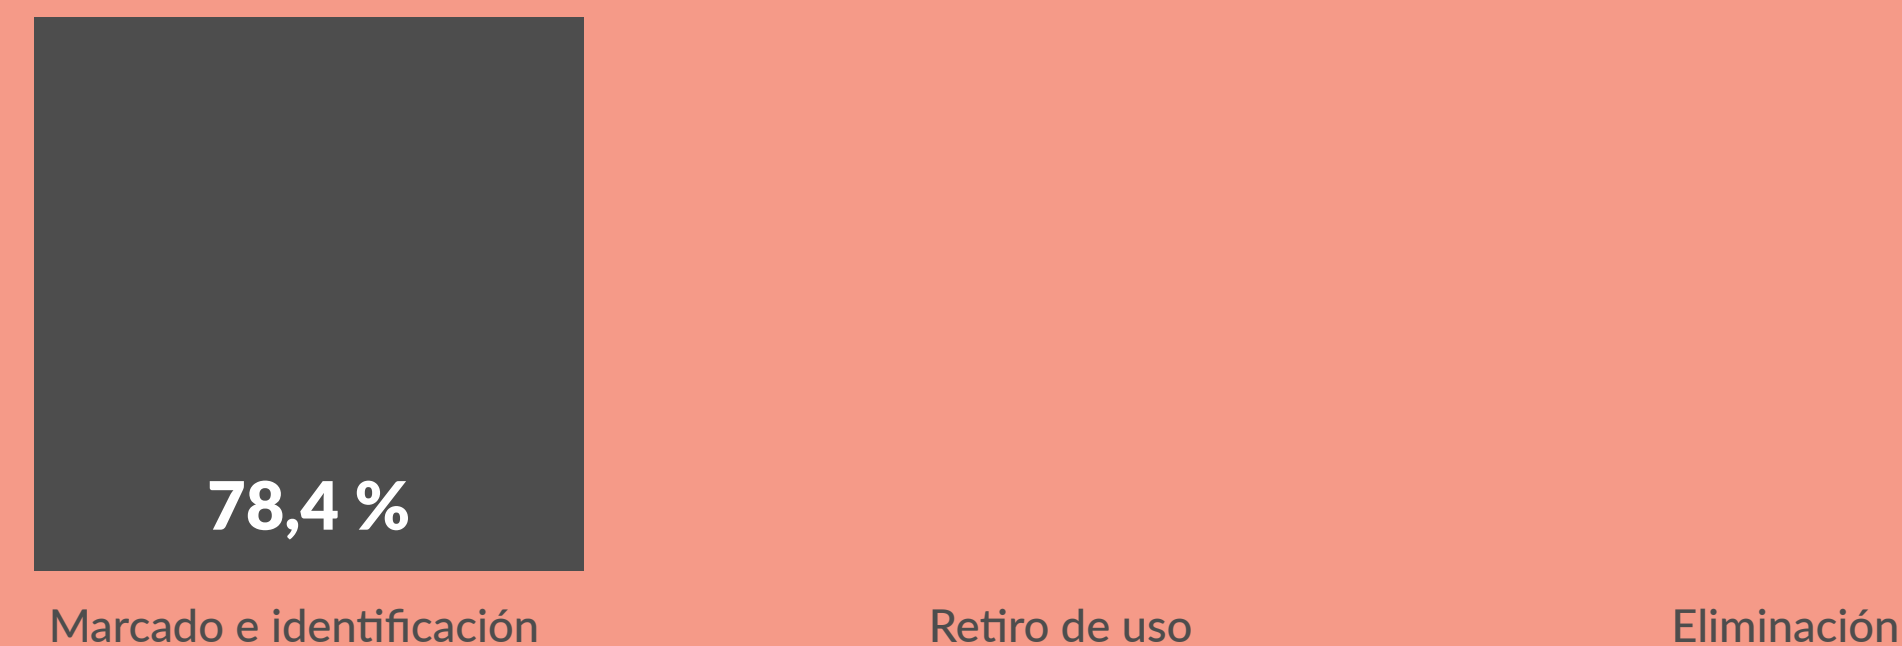 78,4 %
Marcado e identificación
Retiro de uso
Eliminación